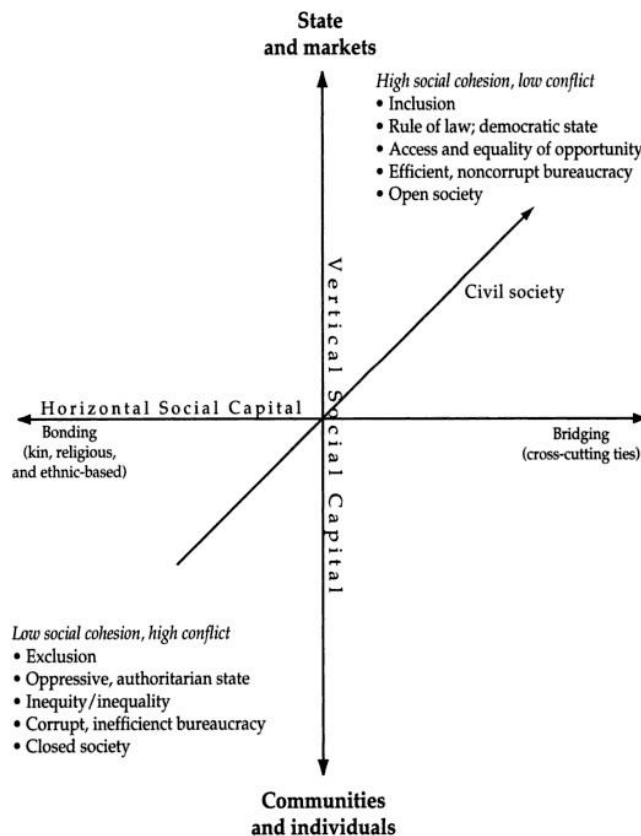 State
and markets
High social cohesion, low conflict
• Inclusion
• Rule of law; democratic state
• Access and equality of opportunity
• Efficient, noncorrupt bureaucracy
• Open society
Civil society
Vertical Social Capital
Horizontal Social Capital
Bonding
(kin, religious,
and ethnic-based)
Bridging
(cross-cutting ties)
Low social cohesion, high conflict
• Exclusion
• Oppressive, authoritarian state
• Inequity/inequality
• Corrupt, inefficienct bureaucracy
• Closed society
Communities
and individuals